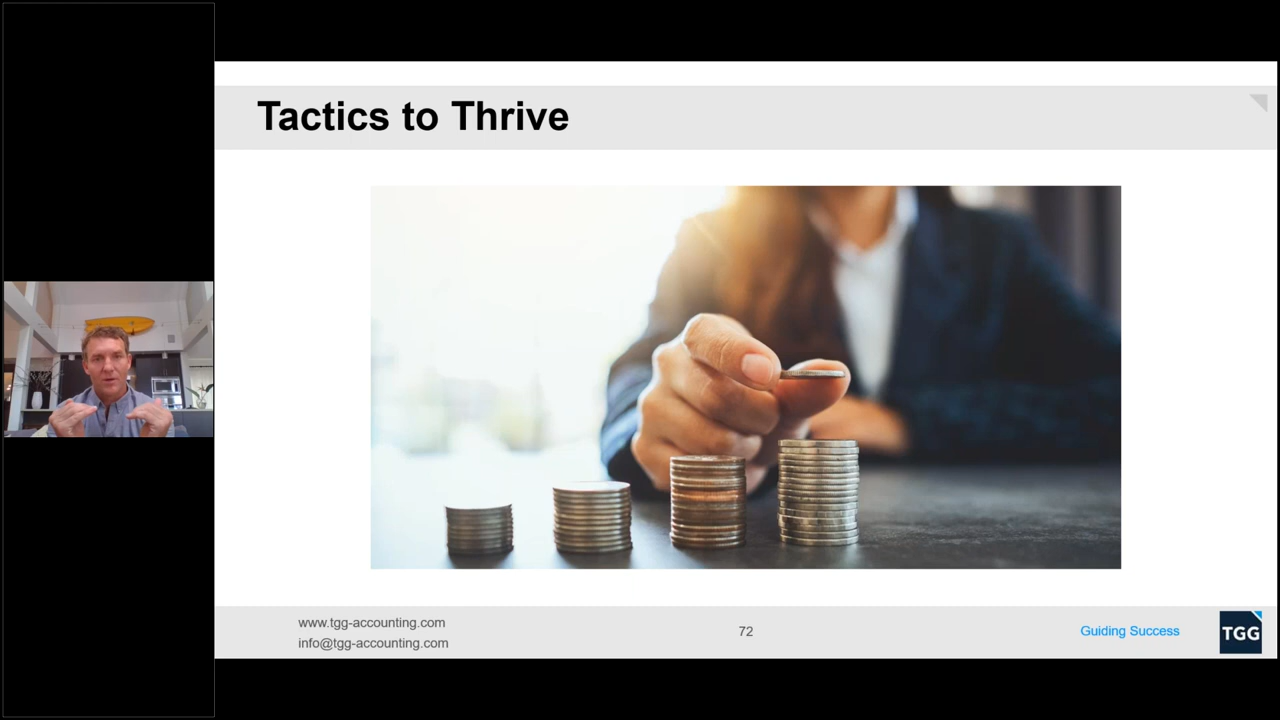 Tactics to Thrive
www.tgg-accounting.com
info@tgg-accounting.com
72
Guiding Success
TGG